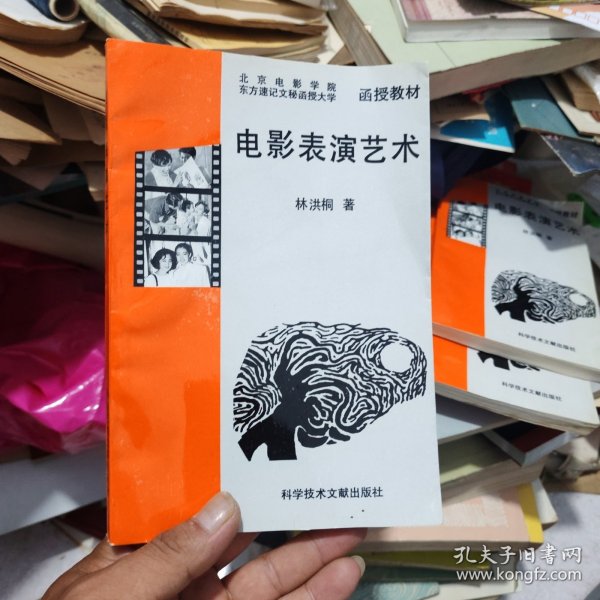 北京电影学院
东方速记文秘函授大学
函授教材
电影表演艺术
林洪桐 著
科学技术文献出版社
电影表演艺术
科学技术文献出版社
科学技术文献出版社
孔夫子旧书网
www.kongfz.com